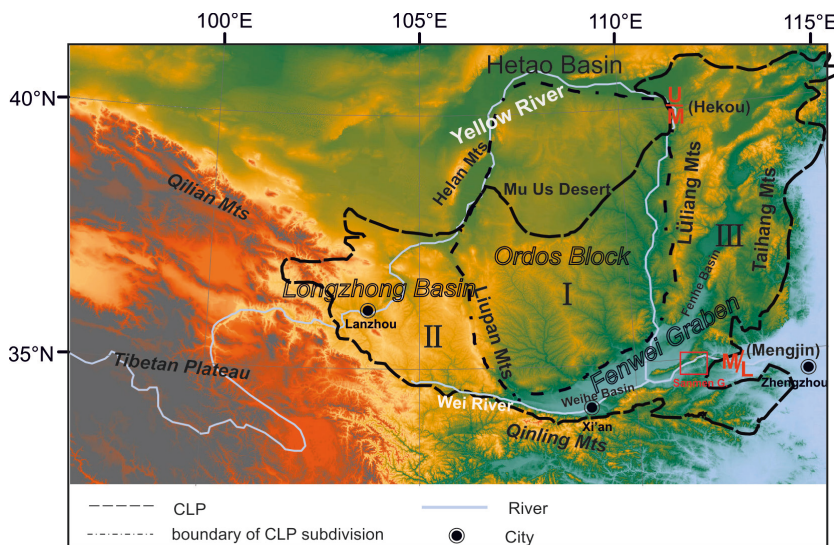 100°E 105°E 110°E 115°E
Hetao Basin
40°N
U
M (Hekou)
Yellow River
Helan Mts
Qilian Mts
Mu Us Desert
Lüliang Mts
Taihang Mts
III
Ordos Block
Fenhe Basin
Longzhong Basin
I
Lanzhou
II
Liupan Mts
Fenwei Graben
35°N
(Mengjin)
M
L
Tibetan Plateau
Zhengzhou
Weihe Basin
Wei River
Xi'an
Qinling Mts
CLP
River
boundary of CLP subdivision
City